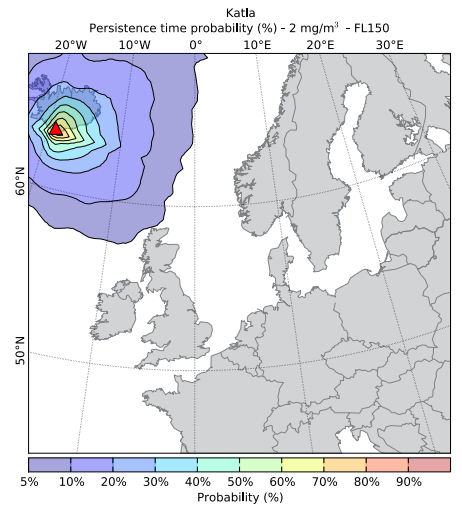 Katla
Persistence time probability (%) - 2 mg/m³ - FL150
20°W 10°W 0° 10°E 20°E 30°E
60°N
50°N
5% 10% 20% 30% 40% 50% 60% 70% 80% 90%
Probability (%)